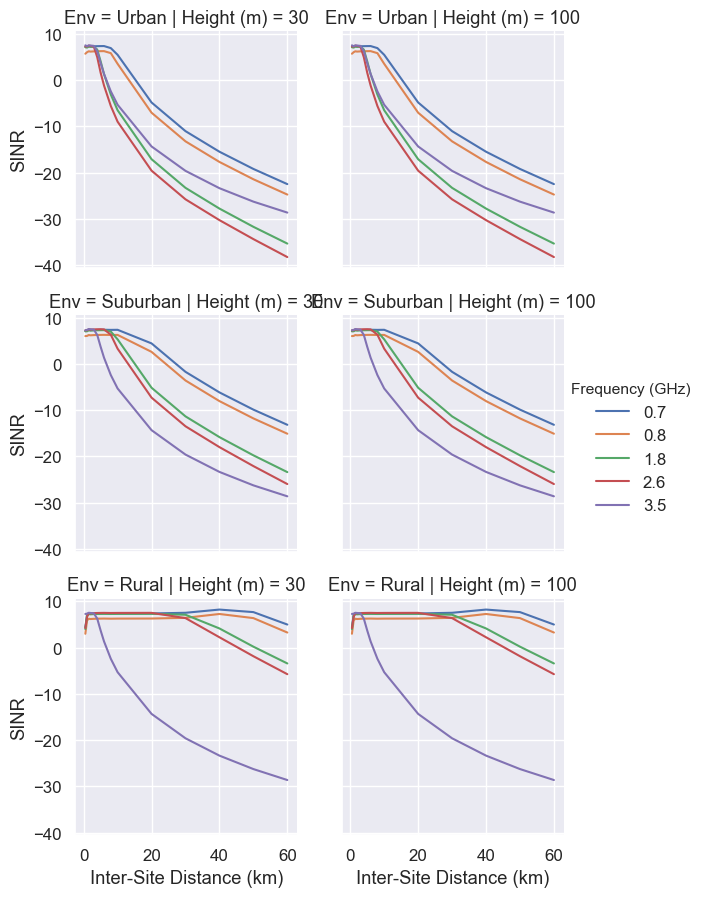 Env = Urban | Height (m) = 30
Env = Urban | Height (m) = 100
10
0
−10
−20
−30
−40
SINR
Env = Suburban | Height (m) = 30
Env = Suburban | Height (m) = 100
10
0
−10
−20
−30
−40
SINR
Frequency (GHz)
0.7
0.8
1.8
2.6
3.5
Env = Rural | Height (m) = 30
Env = Rural | Height (m) = 100
10
0
−10
−20
−30
−40
SINR
0 20 40 60
0 20 40 60
Inter-Site Distance (km)
Inter-Site Distance (km)